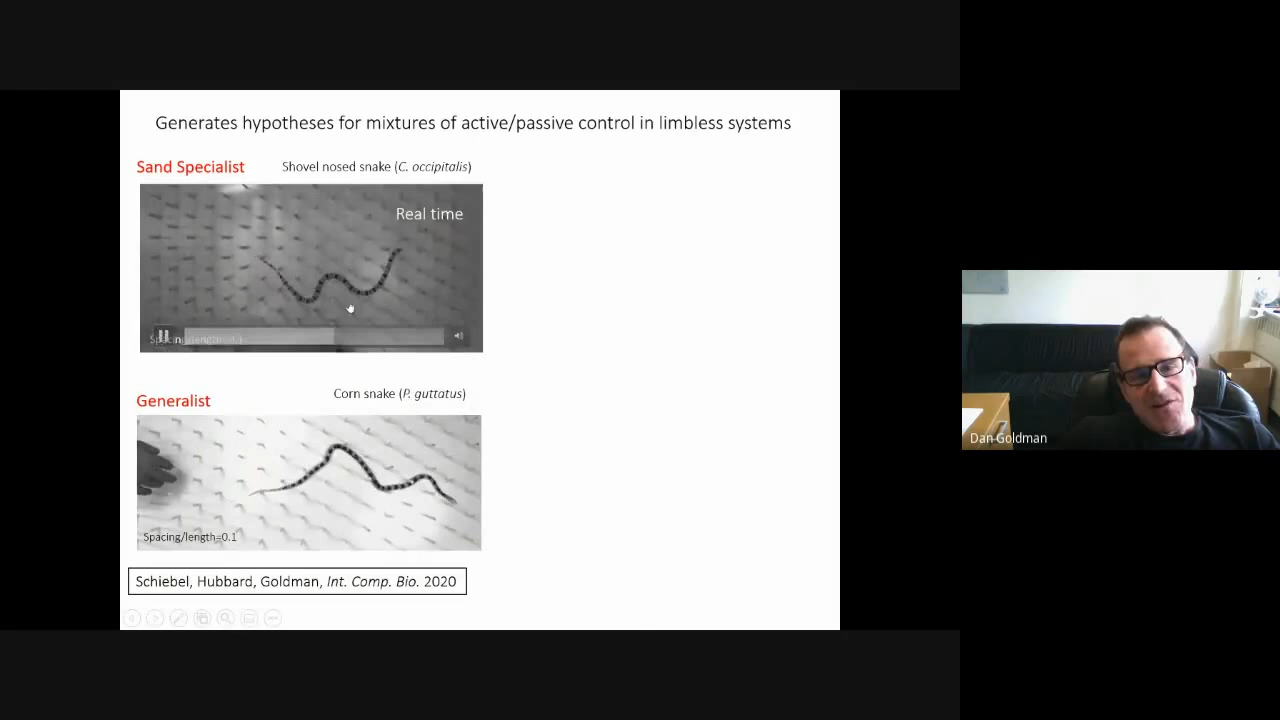 Generates hypotheses for mixtures of active/passive control in limbless systems
Sand Specialist
Shovel nosed snake (C. occipitalis)
Real time
Generalist
Corn snake (P. guttatus)
Spacing/length=0.1
Schiebel, Hubbard, Goldman, Int. Comp. Bio. 2020
Dan Goldman